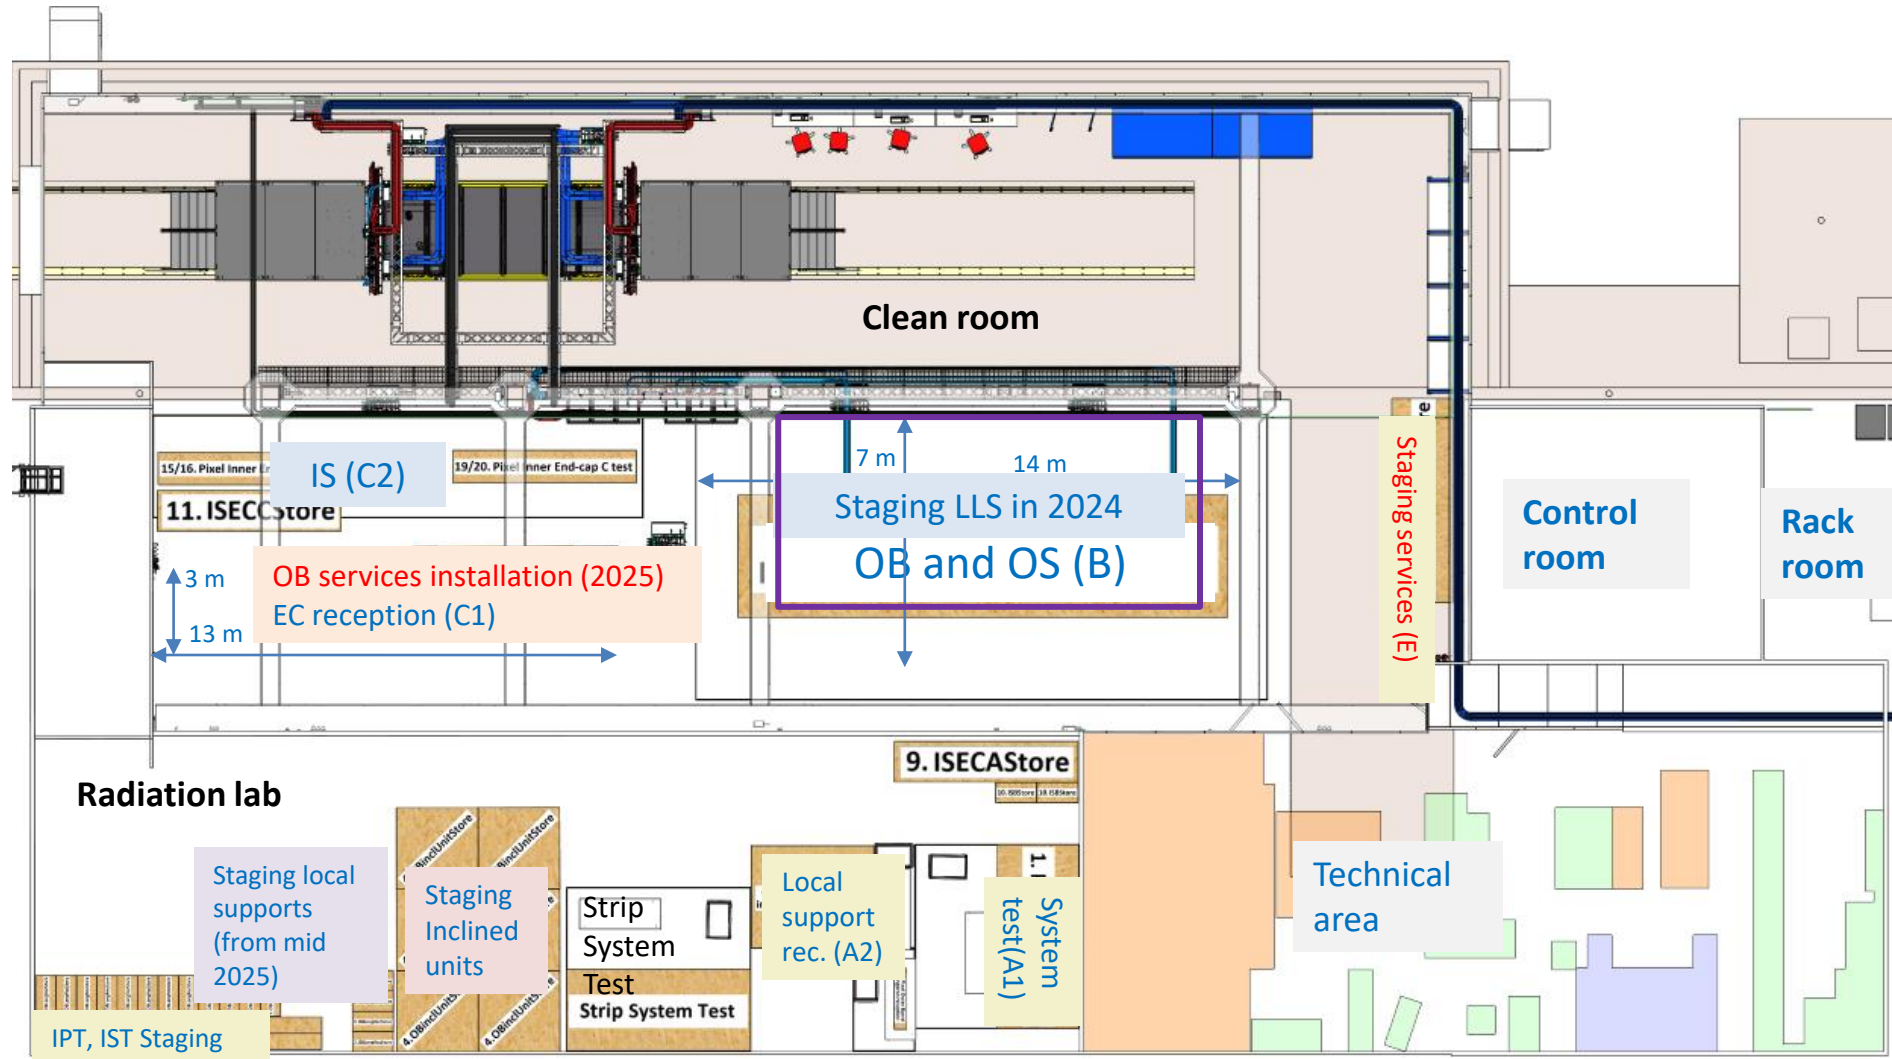 Clean room
15/16. Pixel Inner
IS (C2)
19/20. Pixel Inner End-cap C test
11. ISECCStore
7 m
14 m
Staging LLS in 2024
OB and OS (B)
3 m
13 m
OB services installation (2025)
EC reception (C1)
Staging services (E)
Control
room
Rack
room
Radiation lab
9. ISECAStore
Staging local
supports
(from mid
2025)
Staging
Inclined
units
4. OBinclUnitStore
Strip
System
Test
Strip System Test
Local
support
rec. (A2)
1.
System
test(A1)
Technical
area
IPT, IST Staging